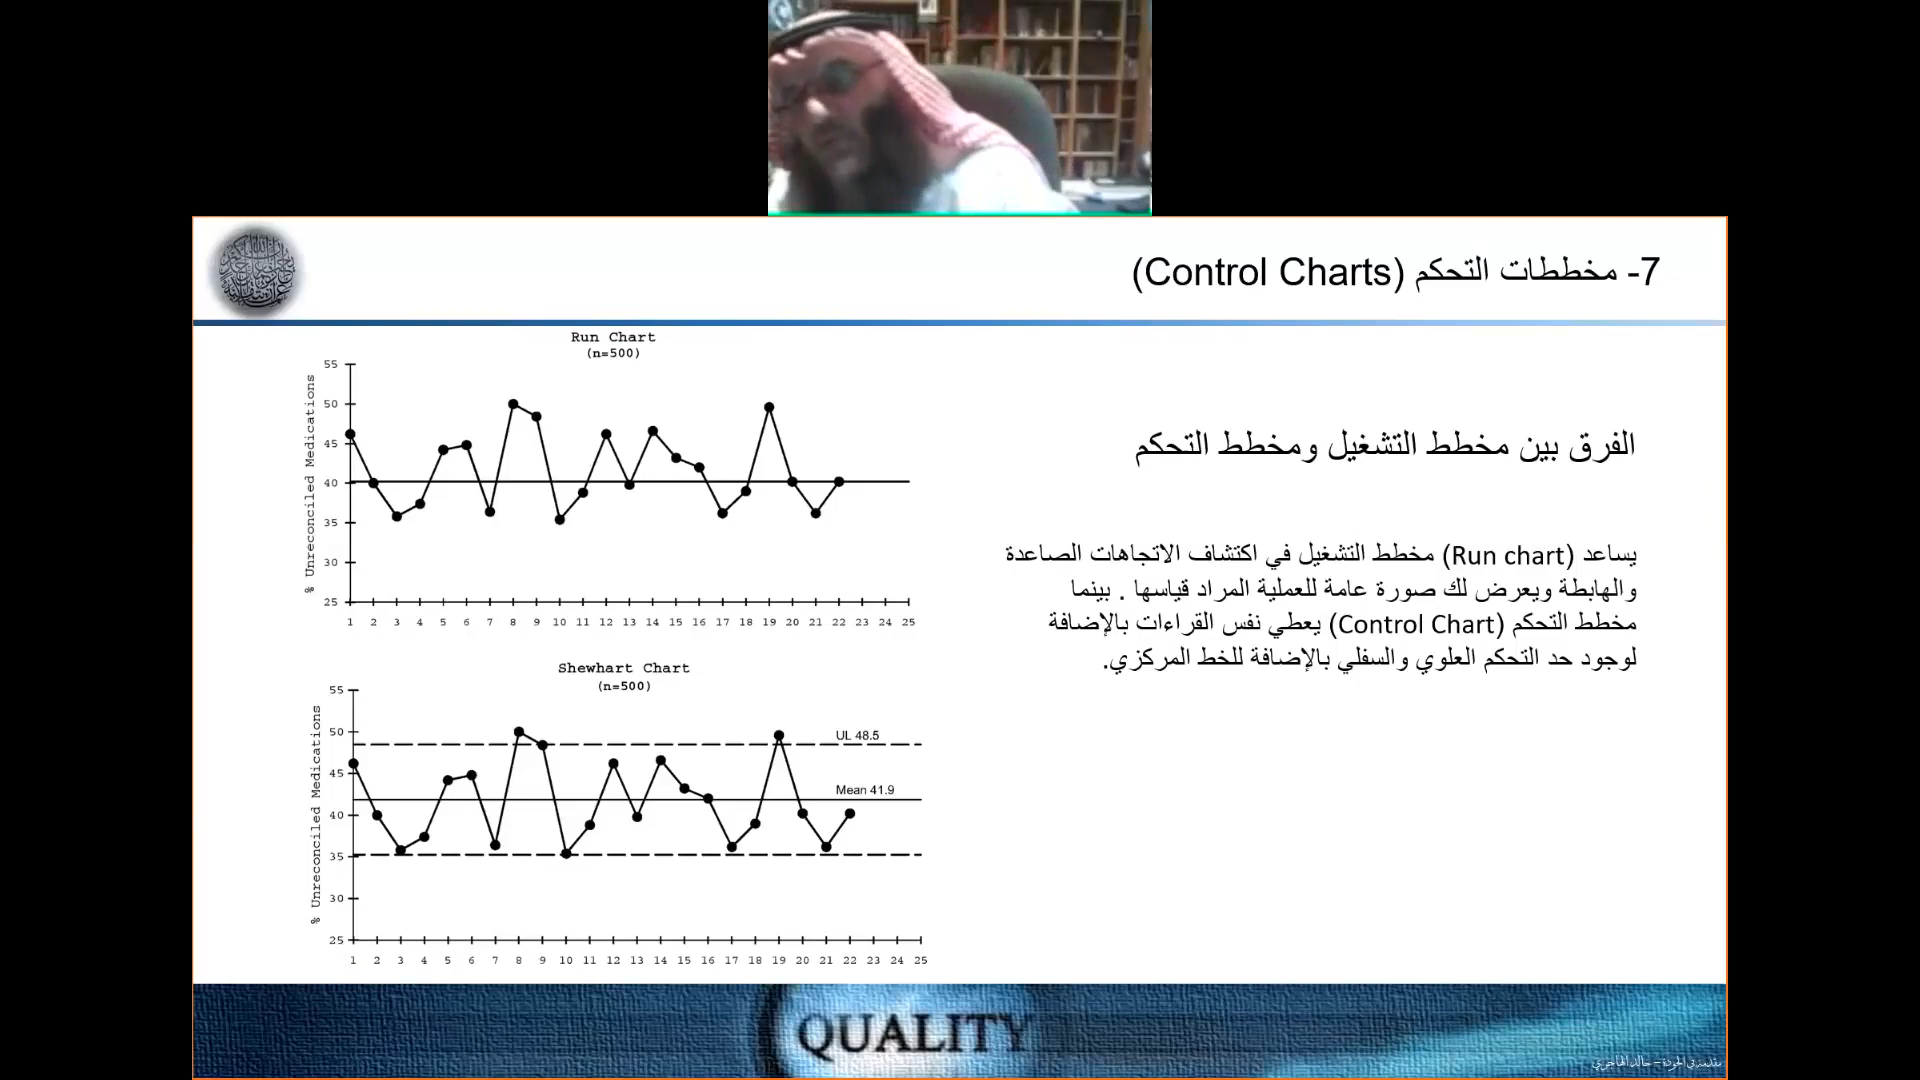 7- مخططات التحكم (Control Charts)
الفرق بين مخطط التشغيل ومخطط التحكم
يساعد (Run chart) مخطط التشغيل في اكتشاف الاتجاهات الصاعدة
والهابطة ويعرض لك صورة عامة للعملية المراد قياسها . بينما
مخطط التحكم (Control Chart) يعطي نفس القراءات بالإضافة
لوجود حد التحكم العلوي والسفلي بالإضافة للخط المركزي.
Run Chart
(n=500)
% Unreconciled Medications
55
50
45
40
35
30
25
1 2 3 4 5 6 7 8 9 10 11 12 13 14 15 16 17 18 19 20 21 22 23 24 25
Shewhart Chart
(n=500)
% Unreconciled Medications
55
50
45
40
35
30
25
UL 48.5
Mean 41.9
1 2 3 4 5 6 7 8 9 10 11 12 13 14 15 16 17 18 19 20 21 22 23 24 25
QUALITY
مقدمة في الجودة – خالد الهاجري